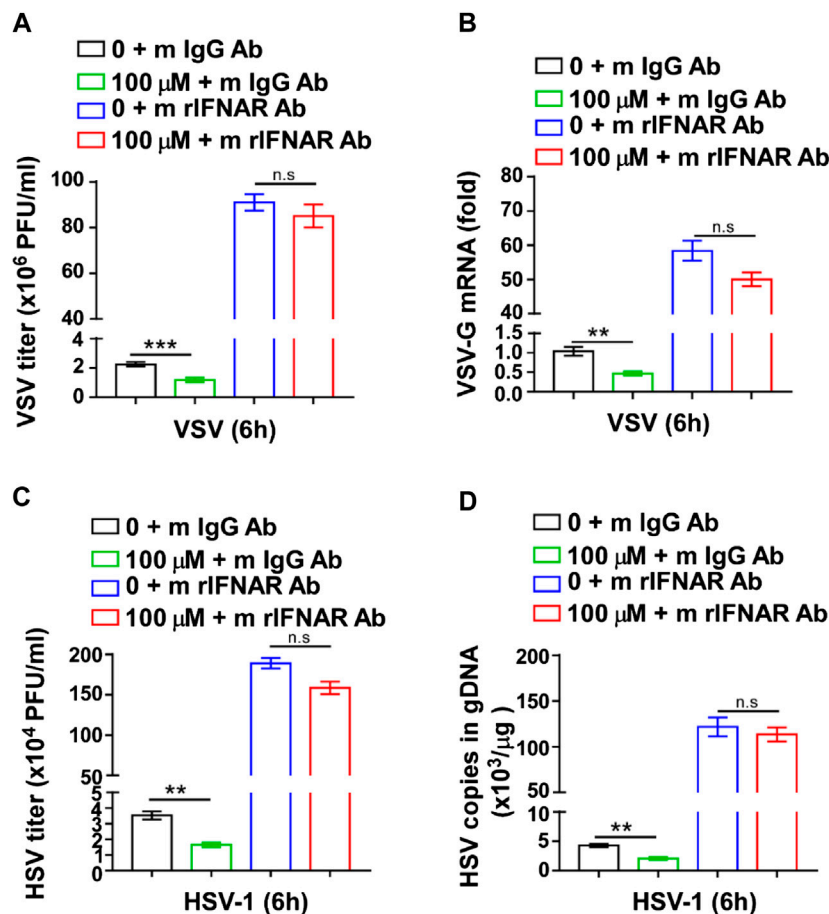 A
0 + m IgG Ab
100 μM + m IgG Ab
0 + m rIFNAR Ab
100 μM + m rIFNAR Ab
VSV titer (x10⁶ PFU/ml)
100
80
60
40
4
2
0
***
n.s
VSV (6h)
B
0 + m IgG Ab
100 μM + m IgG Ab
0 + m rIFNAR Ab
100 μM + m rIFNAR Ab
VSV-G mRNA (fold)
80
70
60
50
1.5
1.0
0.5
0.0
**
n.s
VSV (6h)
C
0 + m IgG Ab
100 μM + m IgG Ab
0 + m rIFNAR Ab
100 μM + m rIFNAR Ab
HSV titer (x10⁴ PFU/ml)
200
150
100
50
5
4
3
2
1
0
**
n.s
HSV-1 (6h)
D
0 + m IgG Ab
100 μM + m IgG Ab
0 + m rIFNAR Ab
100 μM + m rIFNAR Ab
HSV copies in gDNA
(x10³/μg )
200
150
100
50
10
5
0
**
n.s
HSV-1 (6h)